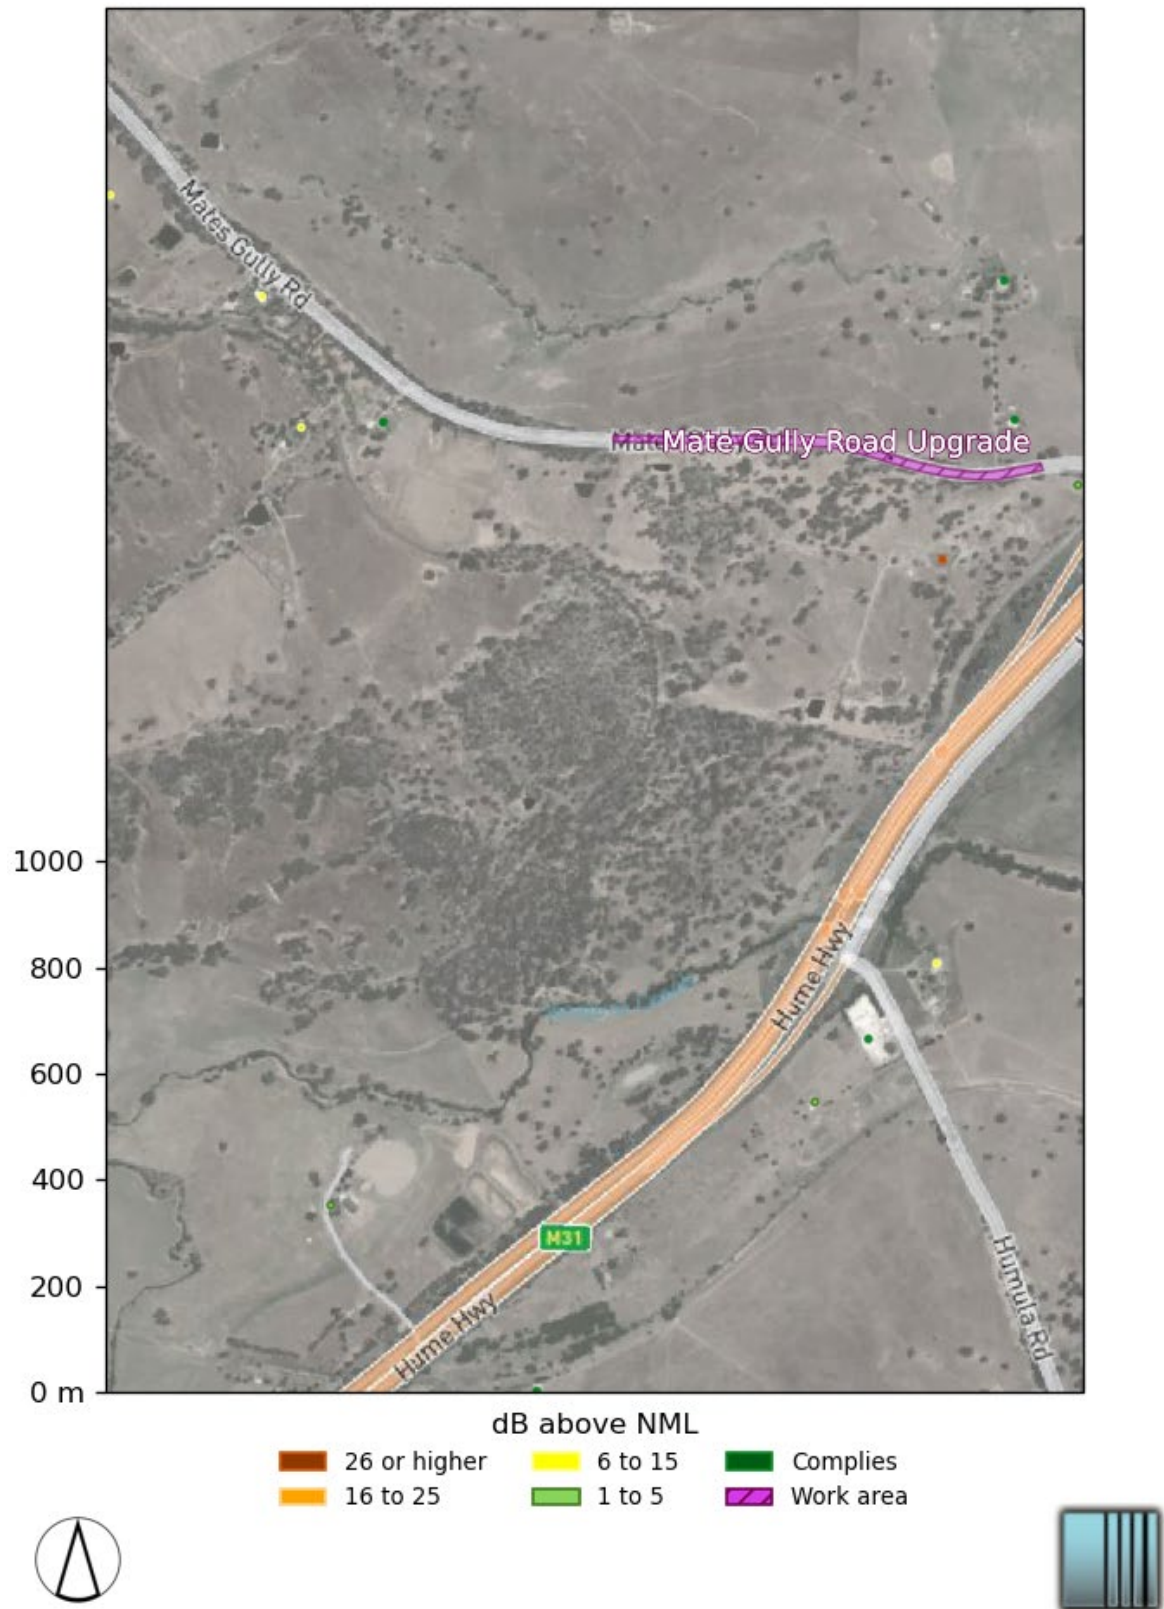 Mates Gully Rd
Mate Gully Road Upgrade
1000
800
Hume Hwy
600
400
M31
200
Humula Rd
Hume Hwy
0 m
dB above NML
26 or higher
6 to 15
Complies
16 to 25
1 to 5
Work area